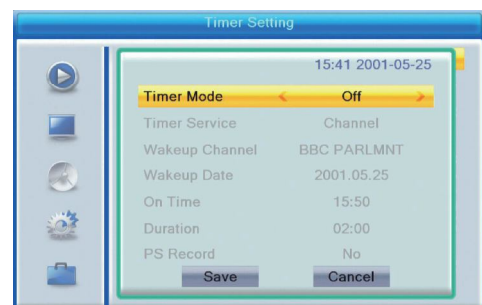 Timer Setting
15:41 2001-05-25
Timer Mode Off
Timer Service Channel
Wakeup Channel BBC PARLMNT
Wakeup Date 2001.05.25
On Time 15:50
Duration 02:00
PS Record No
Save Cancel